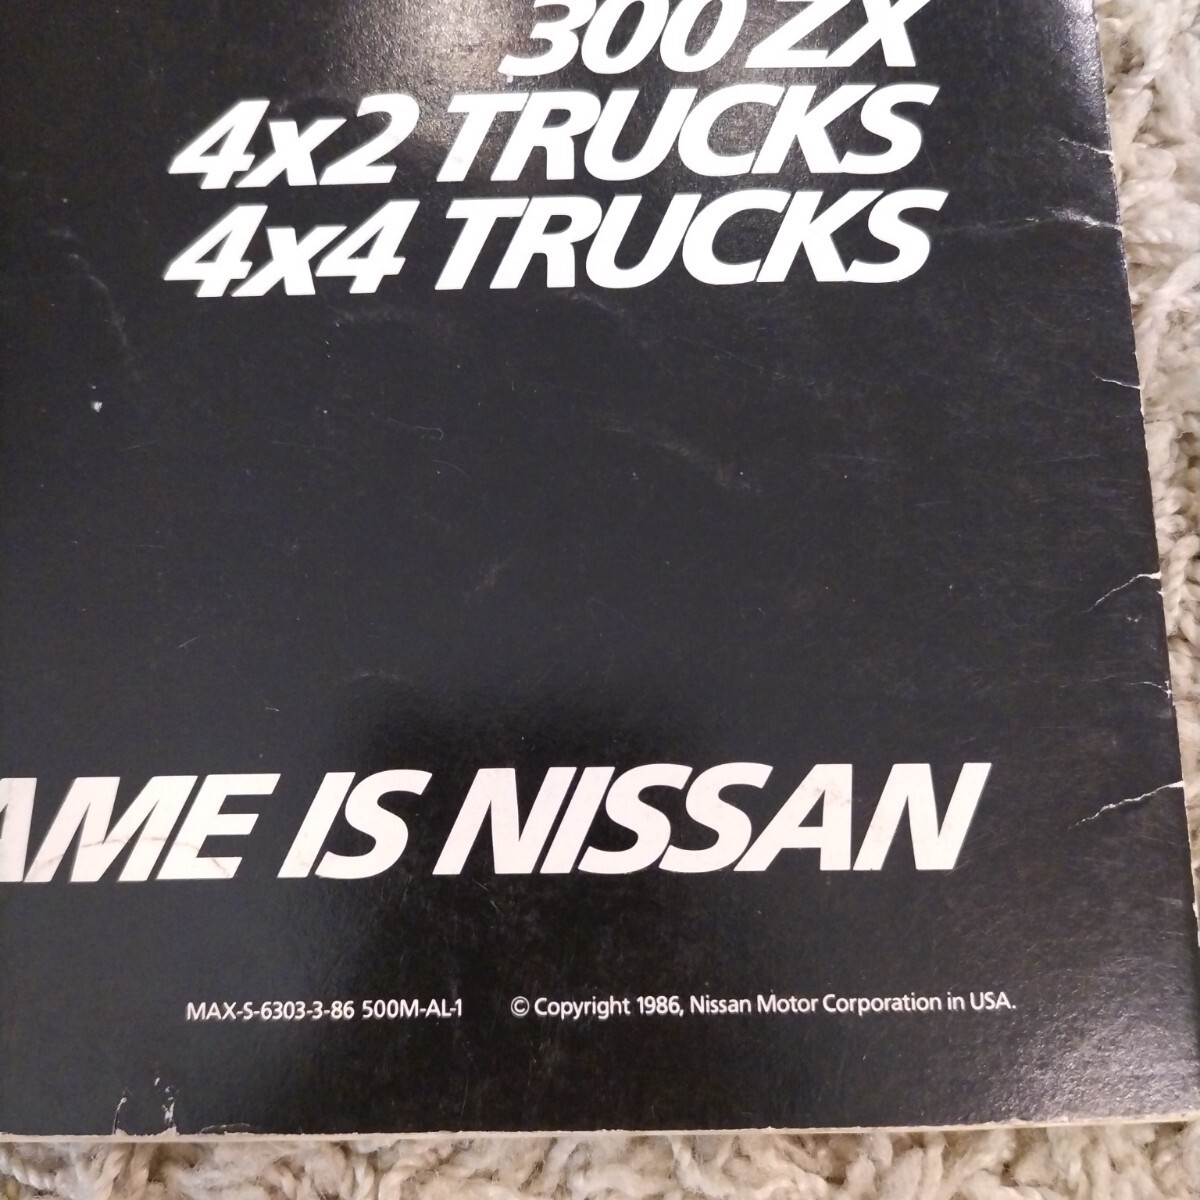 300 ZX
4x2 TRUCKS
4x4 TRUCKS
AME IS NISSAN
MAX-S-6303-3-86 500M-AL-1 © Copyright 1986, Nissan Motor Corporation in USA.